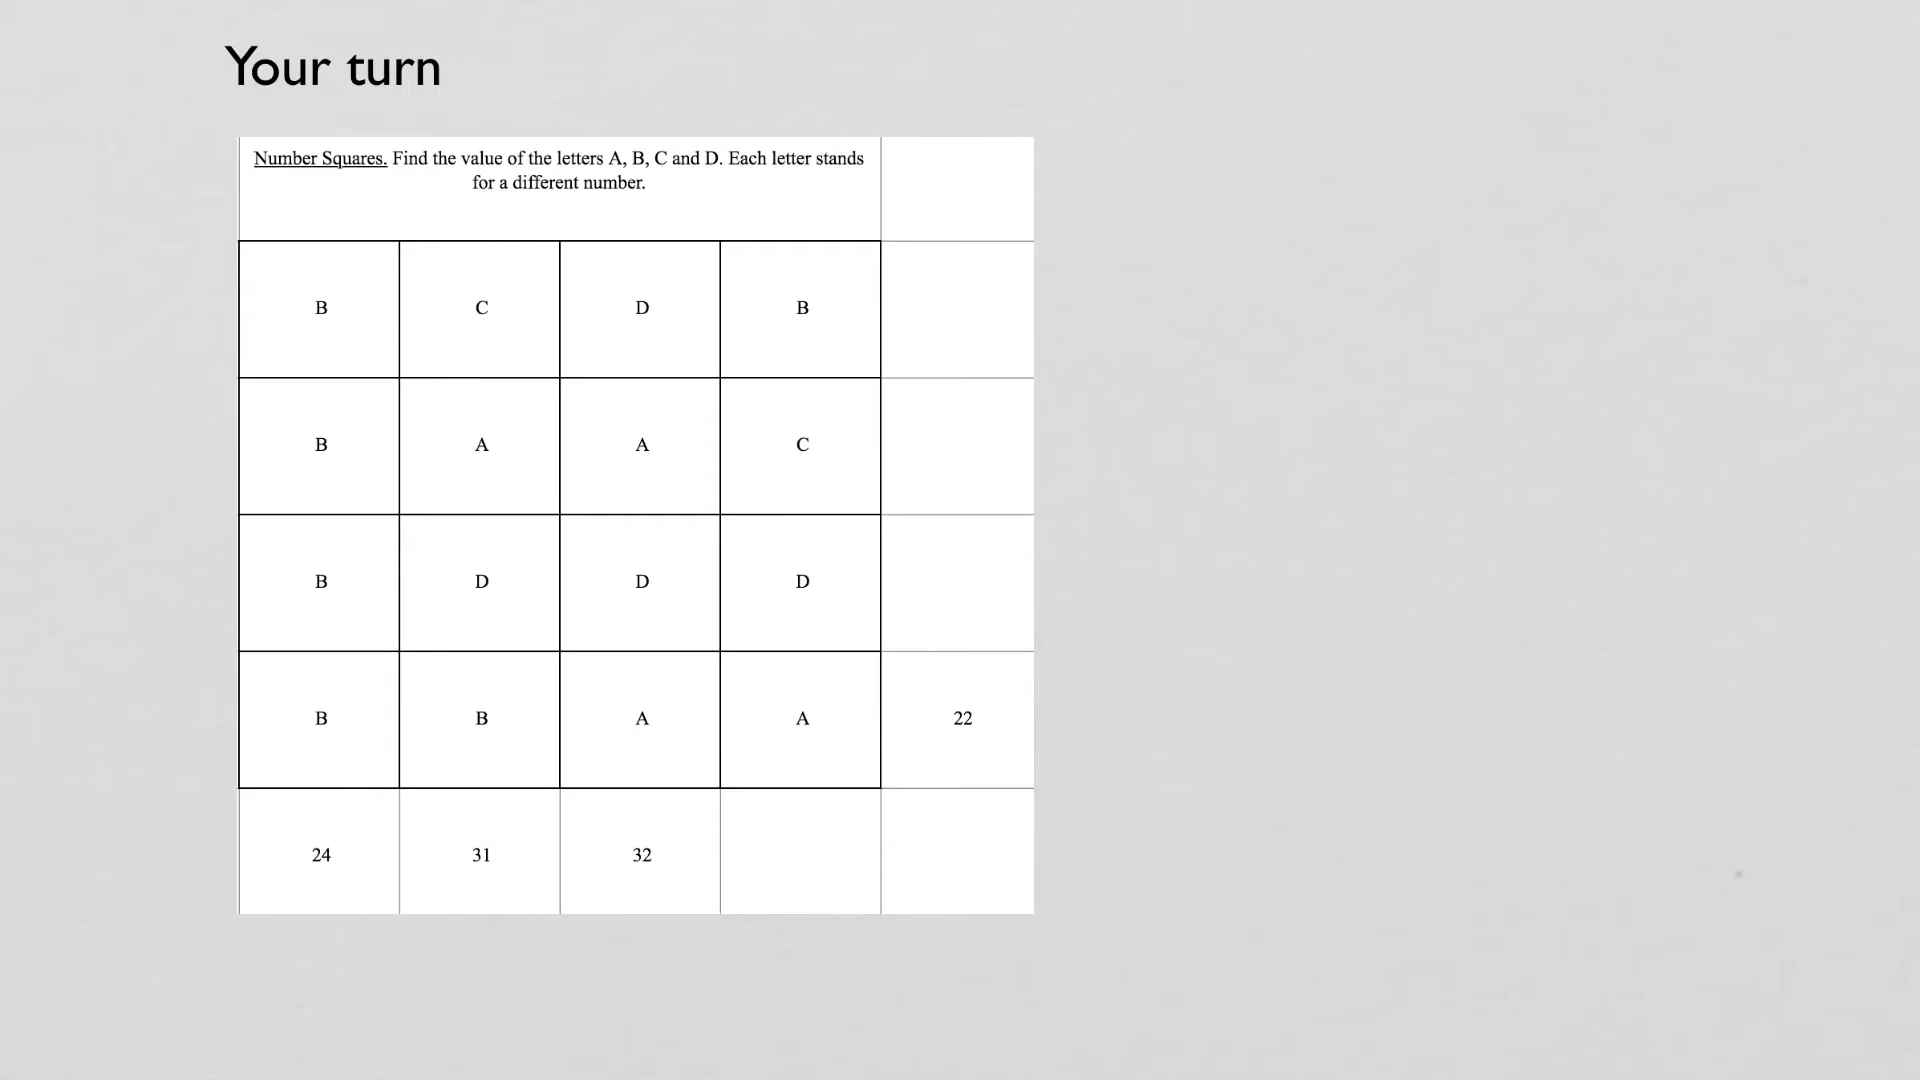 Your turn
Number Squares. Find the value of the letters A, B, C and D. Each letter stands
for a different number.
B C D B
B A A C
B D D D
B B A A 22
24 31 32